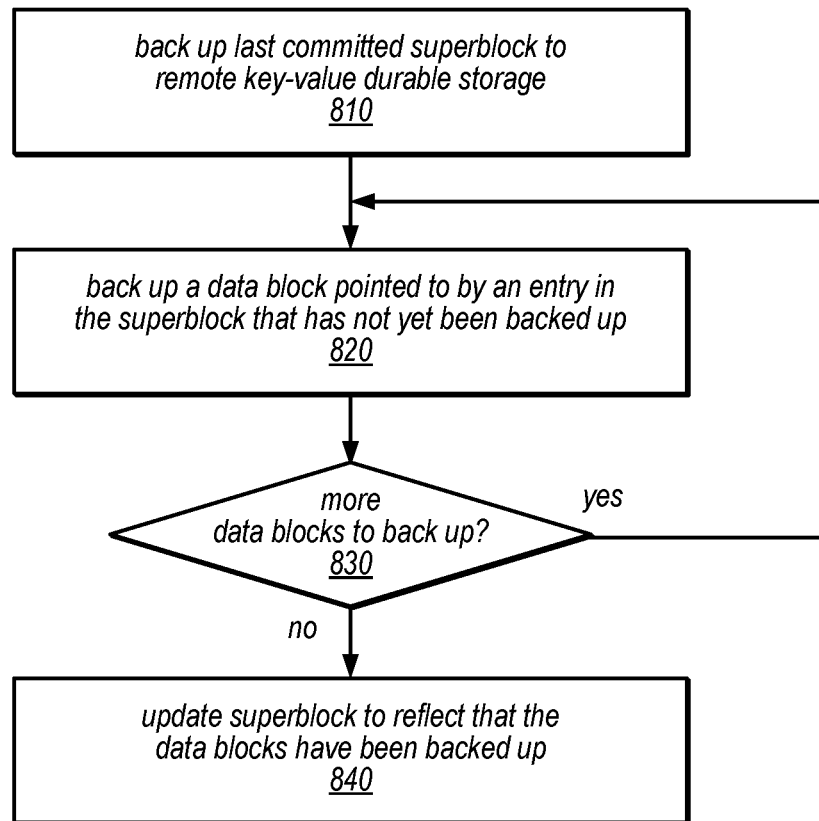 back up last committed superblock to
remote key-value durable storage
810
back up a data block pointed to by an entry in
the superblock that has not yet been backed up
820
more
data blocks to back up?
830
yes
no
update superblock to reflect that the
data blocks have been backed up
840